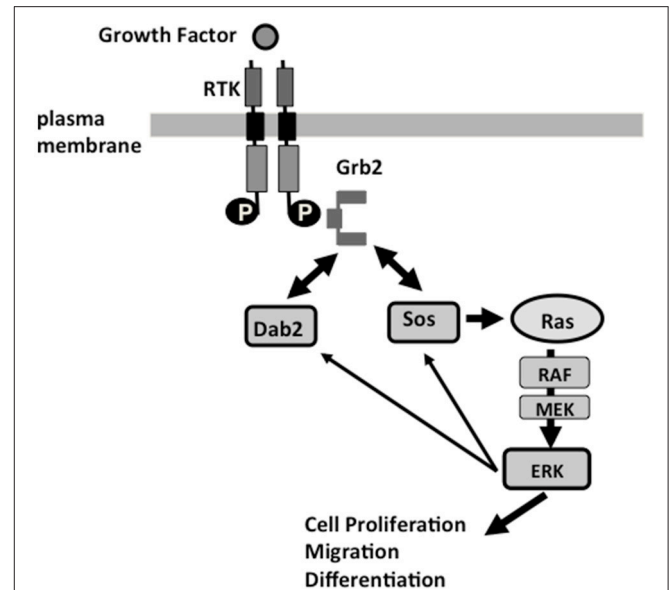 Growth Factor
RTK
plasma
membrane
Grb2
P
P
Dab2
Sos
Ras
RAF
MEK
ERK
Cell Proliferation
Migration
Differentiation